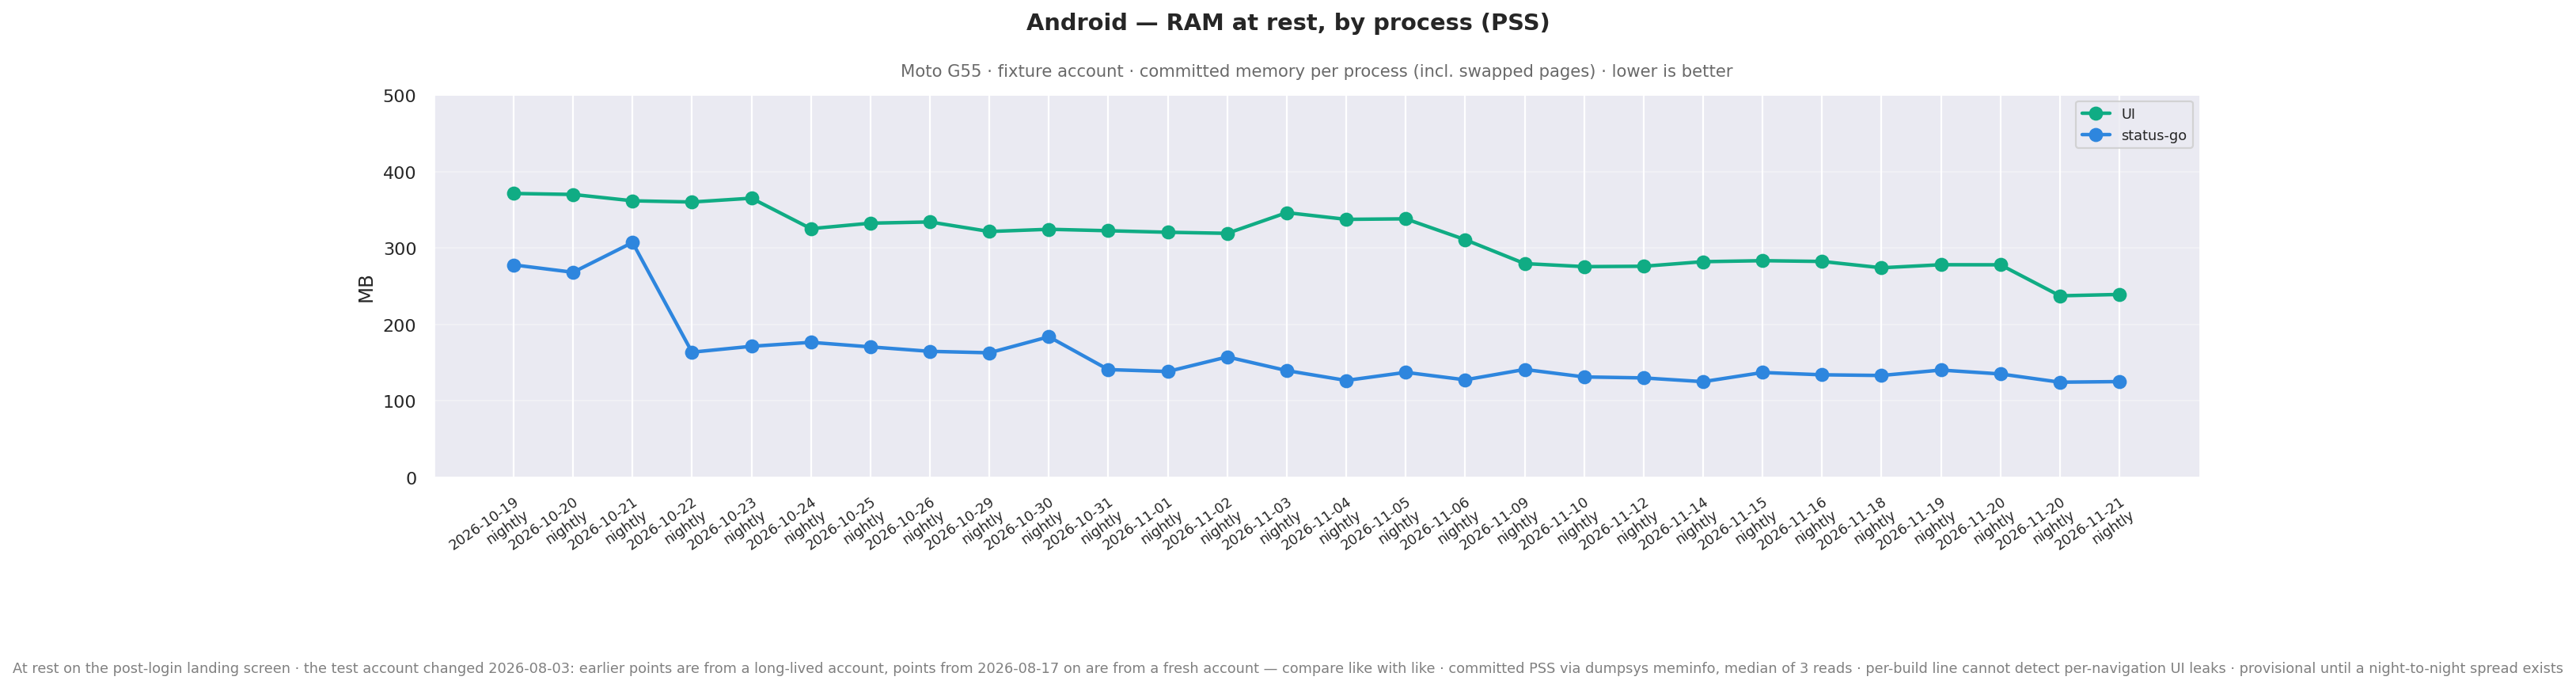 Android — RAM at rest, by process (PSS)
Moto G55 · fixture account · committed memory per process (incl. swapped pages) · lower is better
500
400
300
200
100
0
MB
UI
status-go
2026-10-19
nightly
2026-10-20
nightly
2026-10-21
nightly
2026-10-22
nightly
2026-10-23
nightly
2026-10-24
nightly
2026-10-25
nightly
2026-10-26
nightly
2026-10-29
nightly
2026-10-30
nightly
2026-10-31
nightly
2026-11-01
nightly
2026-11-02
nightly
2026-11-03
nightly
2026-11-04
nightly
2026-11-05
nightly
2026-11-06
nightly
2026-11-09
nightly
2026-11-10
nightly
2026-11-12
nightly
2026-11-14
nightly
2026-11-15
nightly
2026-11-16
nightly
2026-11-18
nightly
2026-11-19
nightly
2026-11-20
nightly
2026-11-20
nightly
2026-11-21
nightly
At rest on the post-login landing screen · the test account changed 2026-08-03: earlier points are from a long-lived account, points from 2026-08-17 on are from a fresh account — compare like with like · committed PSS via dumpsys meminfo, median of 3 reads · per-build line cannot detect per-navigation UI leaks · provisional until a night-to-night spread exists